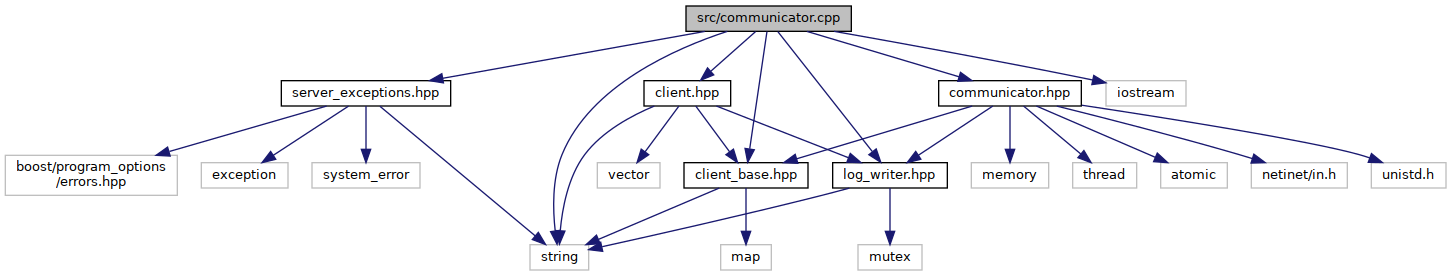 src/communicator.cpp
server_exceptions.hpp
client.hpp
communicator.hpp
iostream
boost/program_options
/errors.hpp
exception
system_error
vector
client_base.hpp
log_writer.hpp
memory
thread
atomic
netinet/in.h
unistd.h
string
map
mutex